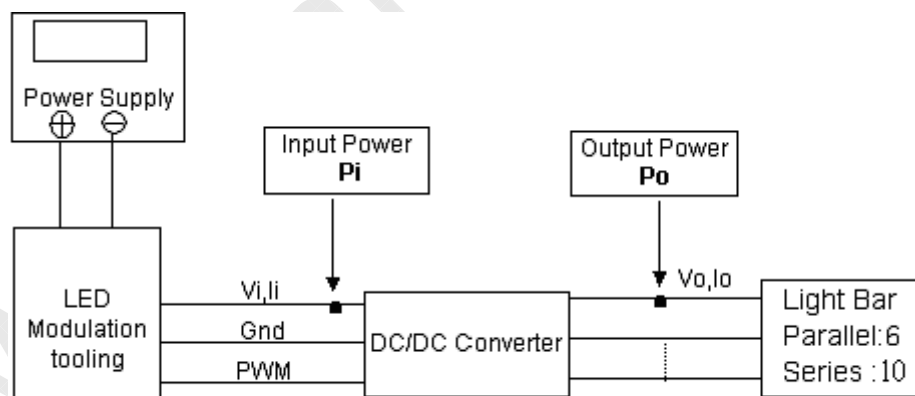 Power Supply
Input Power
Pi
Output Power
Po
LED
Modulation
tooling
Vi,Ii
Gnd
PWM
DC/DC Converter
Vo,Io
Light Bar
Parallel:6
Series :10